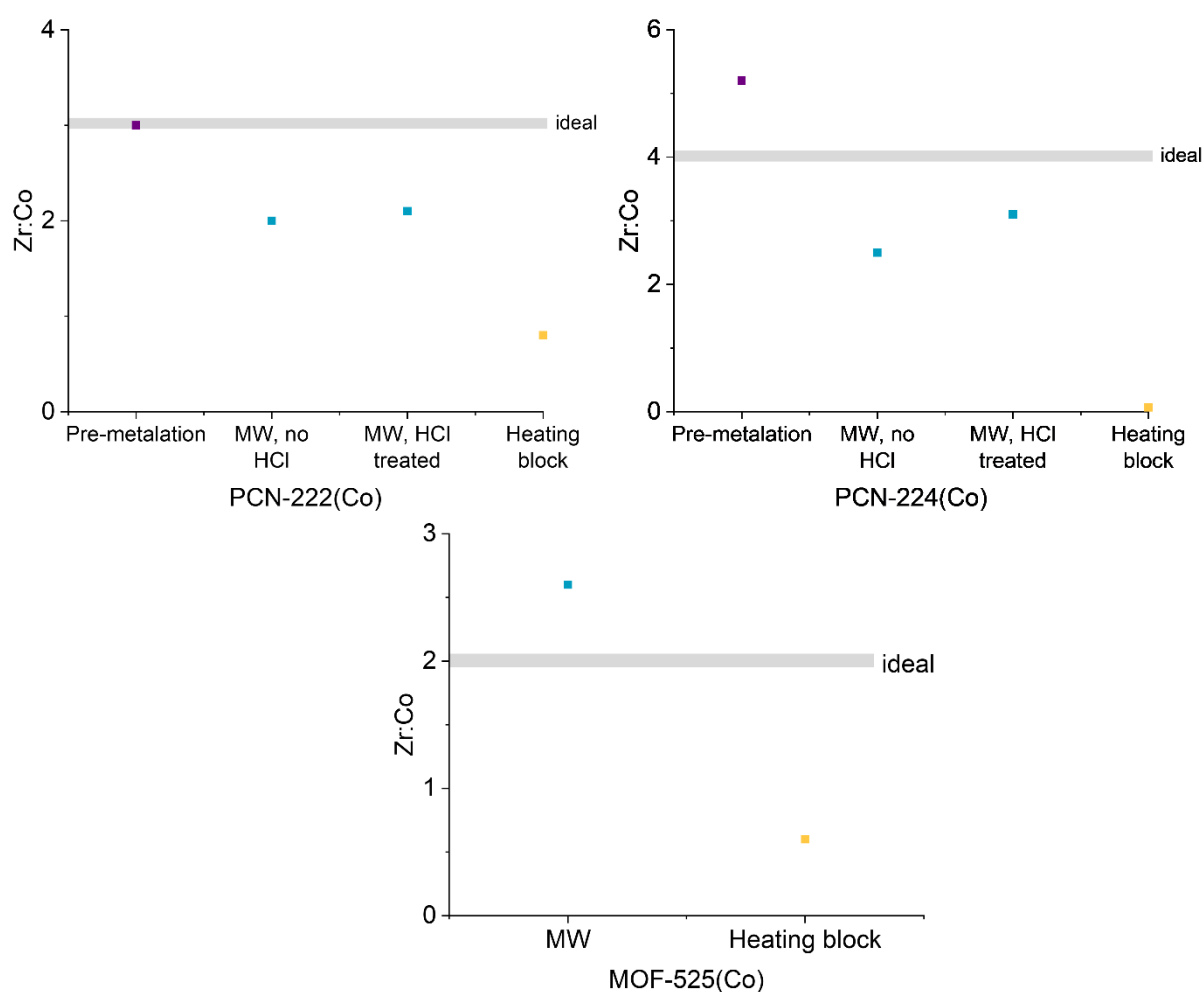 4
2
0
Zr:Co
ideal
Pre-metalation
MW, no
HCl
MW, HCl
treated
Heating
block
PCN-222(Co)
6
4
2
0
Zr:Co
ideal
Pre-metalation
MW, no
HCl
MW, HCl
treated
Heating
block
PCN-224(Co)
3
2
1
0
Zr:Co
ideal
MW
Heating block
MOF-525(Co)